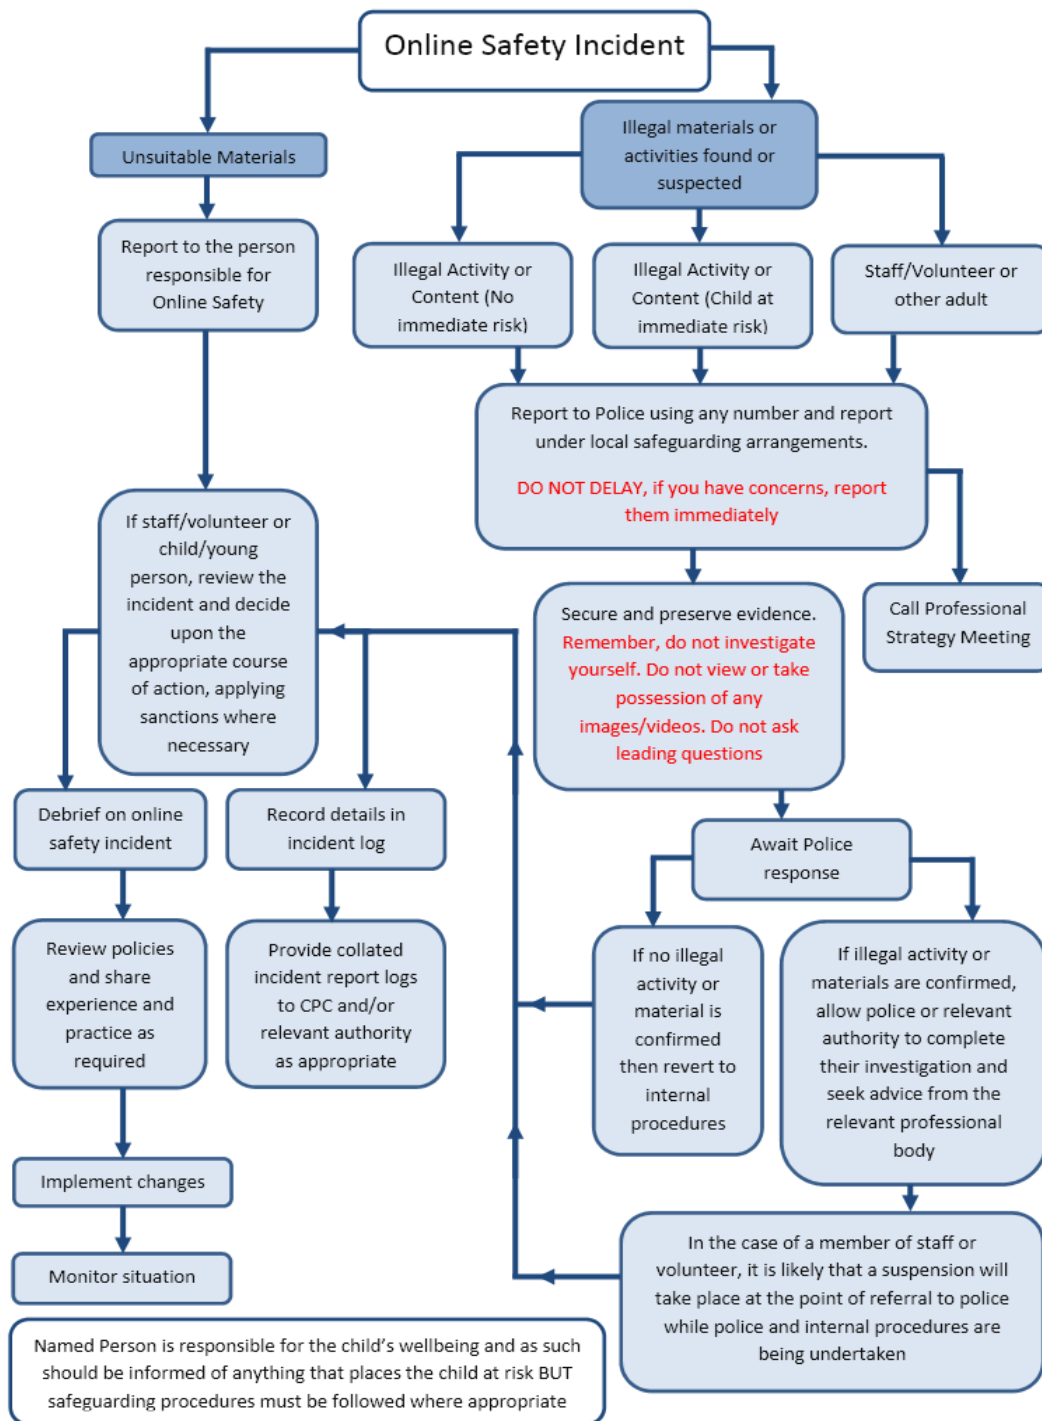 Online Safety Incident
Unsuitable Materials
Illegal materials or
activities found or
suspected
Report to the person
responsible for
Online Safety
Illegal Activity or
Content (No
immediate risk)
Illegal Activity or
Content (Child at
immediate risk)
Staff/Volunteer or
other adult
Report to Police using any number and report
under local safeguarding arrangements.
DO NOT DELAY, if you have concerns, report
them immediately
If staff/volunteer or
child/young
person, review the
incident and decide
upon the
appropriate course
of action, applying
sanctions where
necessary
Secure and preserve evidence.
Remember, do not investigate
yourself. Do not view or take
possession of any
images/videos. Do not ask
leading questions
Call Professional
Strategy Meeting
Debrief on online
safety incident
Record details in
incident log
Await Police
response
Review policies
and share
experience and
practice as
required
Provide collated
incident report logs
to CPC and/or
relevant authority
as appropriate
If no illegal
activity or
material is
confirmed
then revert to
internal
procedures
If illegal activity or
materials are confirmed,
allow police or relevant
authority to complete
their investigation and
seek advice from the
relevant professional
body
Implement changes
Monitor situation
In the case of a member of staff or
volunteer, it is likely that a suspension will
take place at the point of referral to police
while police and internal procedures are
being undertaken
Named Person is responsible for the child’s wellbeing and as such
should be informed of anything that places the child at risk BUT
safeguarding procedures must be followed where appropriate